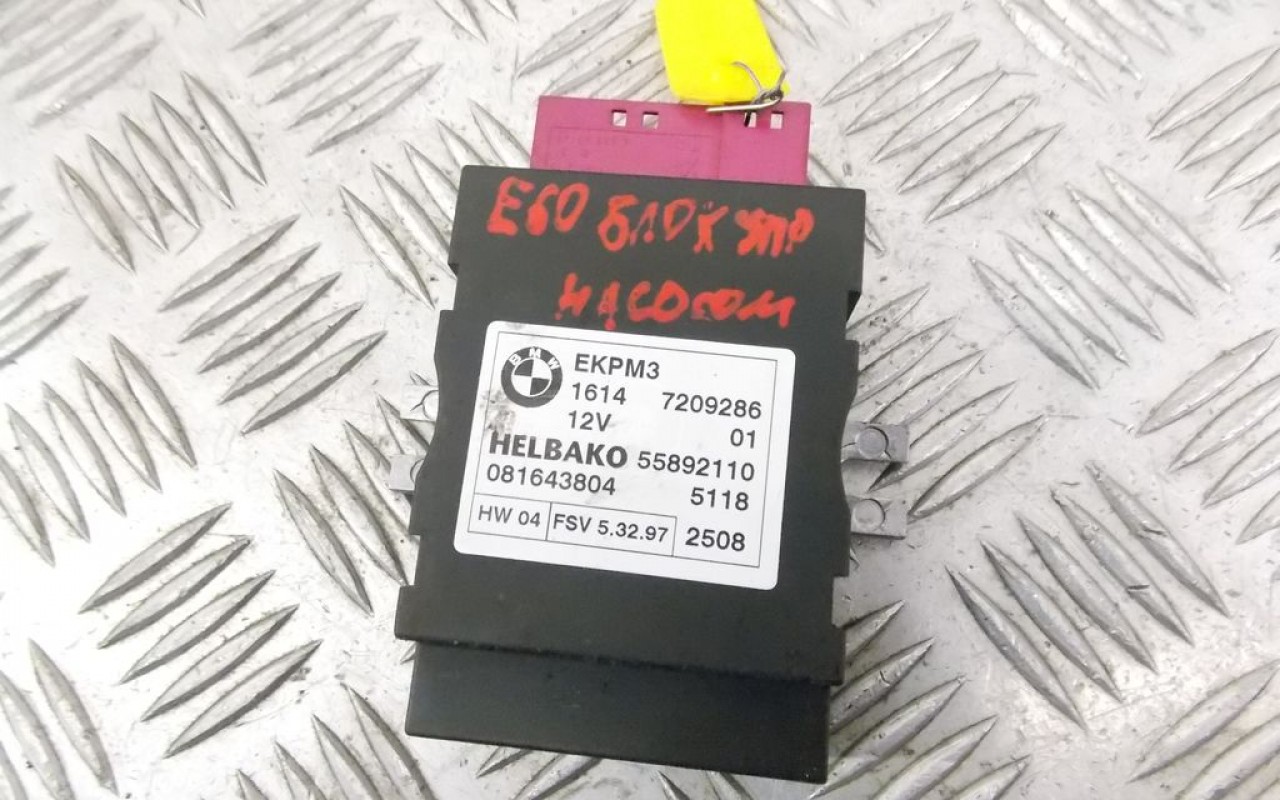 E60 БЛОК УПР
НАСОСОМ
BMW
EKPM3
1614 7209286
12V 01
HELBAKO 55892110
081643804 5118
HW 04 FSV 5.32.97 2508